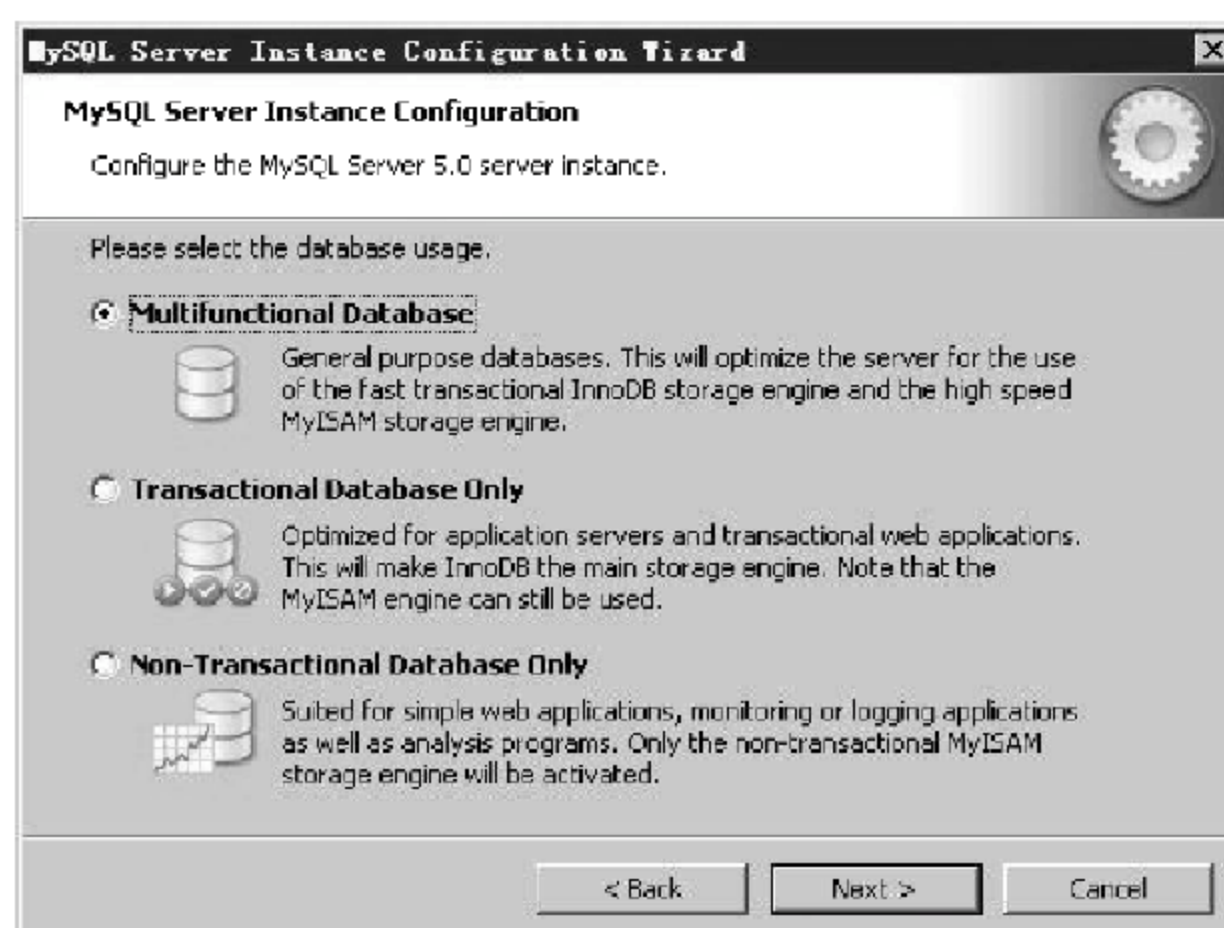 MySQL Server Instance Configuration Wizard
MySQL Server Instance Configuration
Configure the MySQL Server 5.0 server instance.
Please select the database usage.
Multifunctional Database
General purpose databases. This will optimize the server for the use
of the fast transactional InnoDB storage engine and the high speed
MyISAM storage engine.
Transactional Database Only
Optimized for application servers and transactional web applications.
This will make InnoDB the main storage engine. Note that the
MyISAM engine can still be used.
Non-Transactional Database Only
Suited for simple web applications, monitoring or logging applications
as well as analysis programs. Only the non-transactional MyISAM
storage engine will be activated.
< Back Next > Cancel